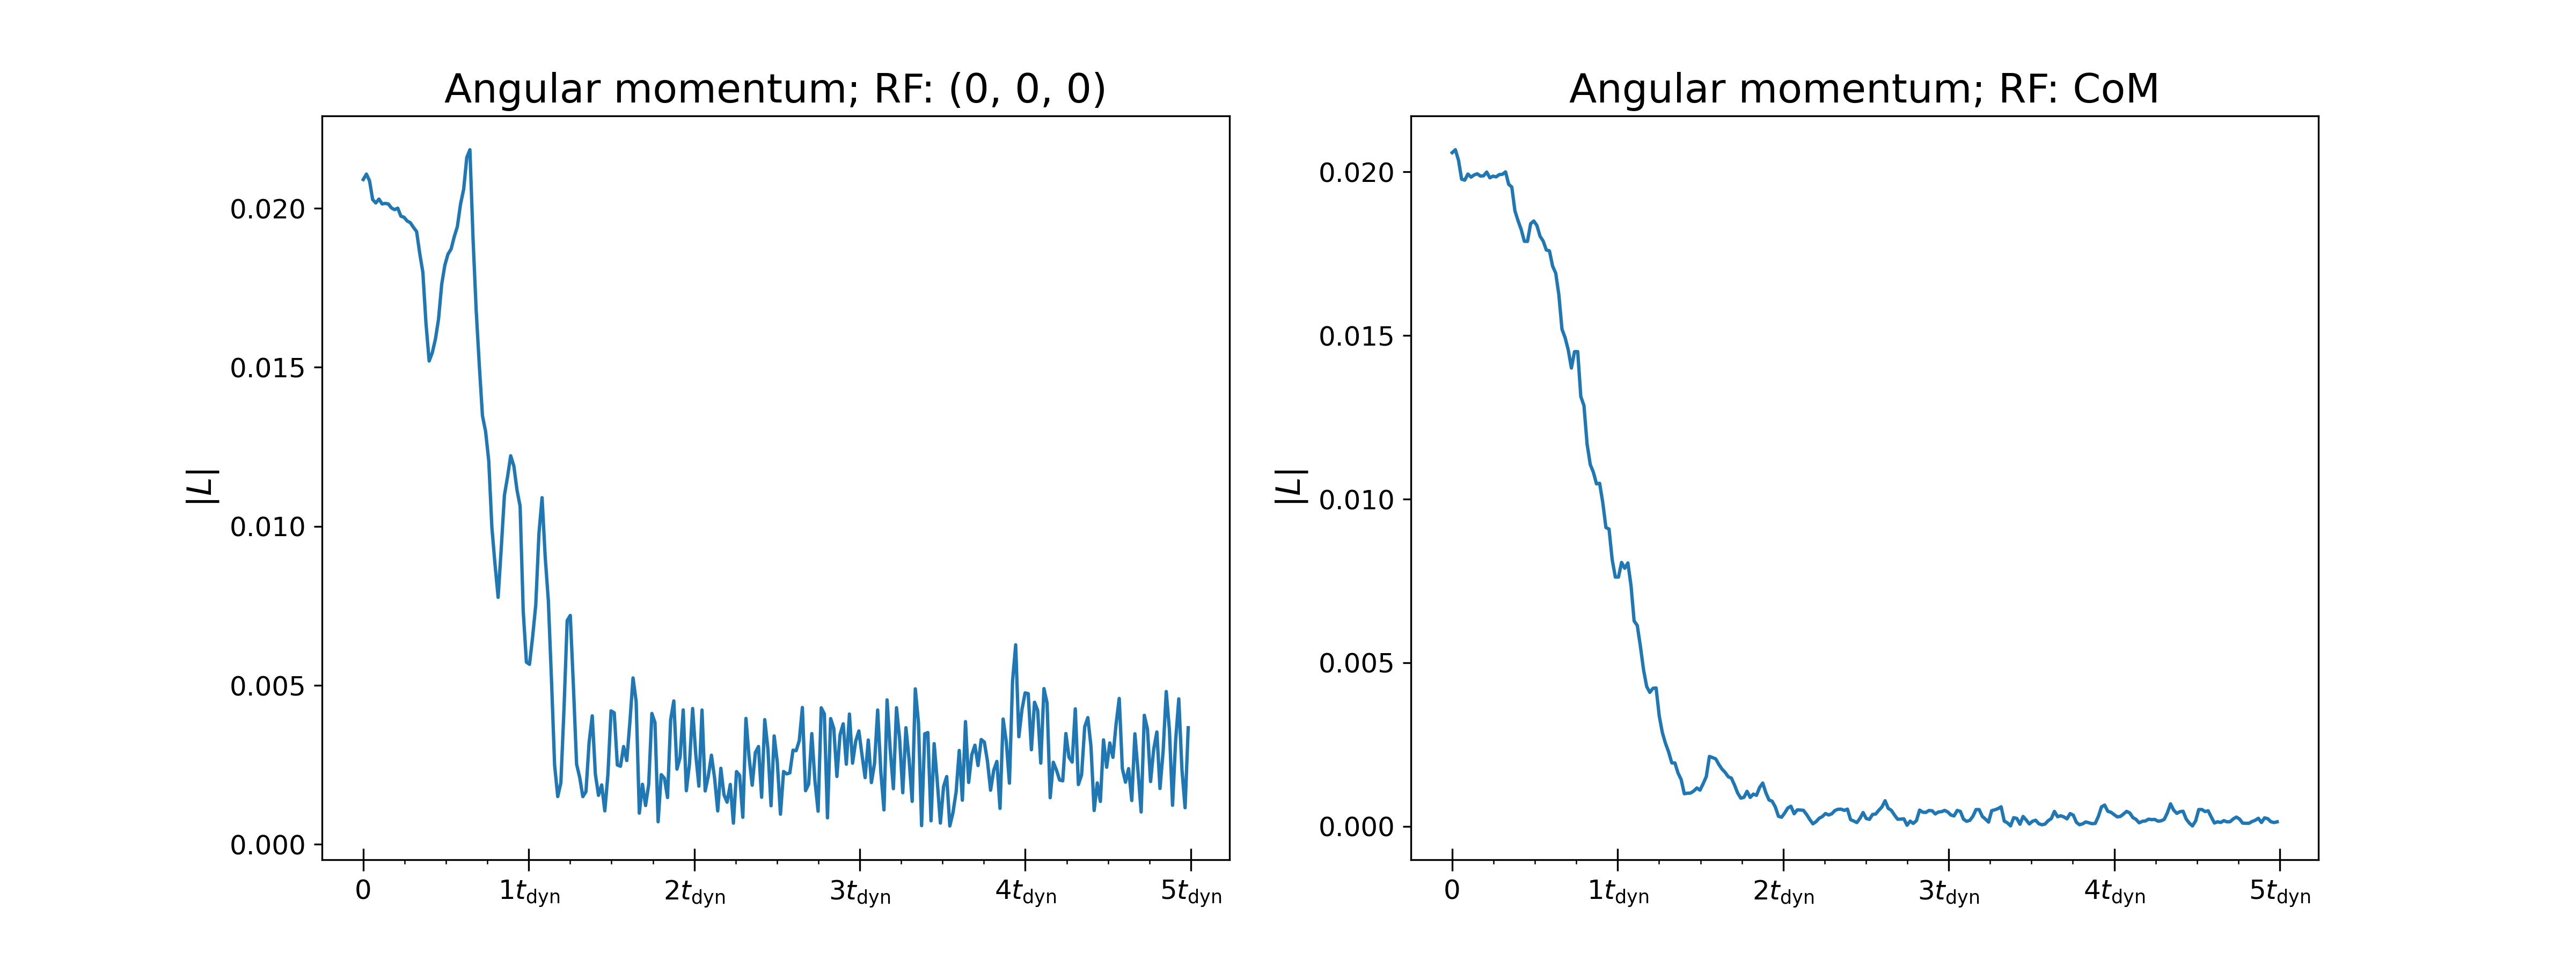 Angular momentum; RF: (0, 0, 0)
|L|
0.020
0.015
0.010
0.005
0.000
0 1t_dyn 2t_dyn 3t_dyn 4t_dyn 5t_dyn
Angular momentum; RF: CoM
|L|
0.020
0.015
0.010
0.005
0.000
0 1t_dyn 2t_dyn 3t_dyn 4t_dyn 5t_dyn